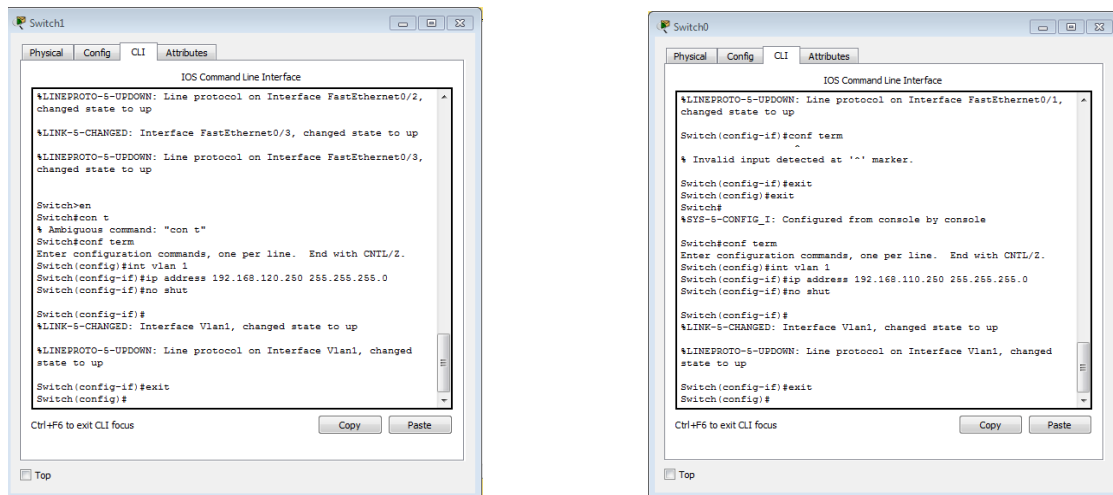 Switch1
Physical Config CLI Attributes
IOS Command Line Interface
%LINEPROTO-5-UPDOWN: Line protocol on Interface FastEthernet0/2,
changed state to up
%LINK-5-CHANGED: Interface FastEthernet0/3, changed state to up
%LINEPROTO-5-UPDOWN: Line protocol on Interface FastEthernet0/3,
changed state to up
Switch>en
Switch#con t
% Ambiguous command: "con t"
Switch#conf term
Enter configuration commands, one per line. End with CNTL/Z.
Switch(config)#int vlan 1
Switch(config-if)#ip address 192.168.120.250 255.255.255.0
Switch(config-if)#no shut
Switch(config-if)#
%LINK-5-CHANGED: Interface Vlan1, changed state to up
%LINEPROTO-5-UPDOWN: Line protocol on Interface Vlan1, changed
state to up
Switch(config-if)#exit
Switch(config)#
Ctrl+F6 to exit CLI focus
Copy Paste
Top
Switch0
Physical Config CLI Attributes
IOS Command Line Interface
%LINEPROTO-5-UPDOWN: Line protocol on Interface FastEthernet0/1,
changed state to up
Switch(config-if)#conf term
^
% Invalid input detected at '^' marker.
Switch(config-if)#exit
Switch(config)#exit
Switch#
%SYS-5-CONFIG_I: Configured from console by console
Switch#conf term
Enter configuration commands, one per line. End with CNTL/Z.
Switch(config)#int vlan 1
Switch(config-if)#ip address 192.168.110.250 255.255.255.0
Switch(config-if)#no shut
Switch(config-if)#
%LINK-5-CHANGED: Interface Vlan1, changed state to up
%LINEPROTO-5-UPDOWN: Line protocol on Interface Vlan1, changed
state to up
Switch(config-if)#exit
Switch(config)#
Ctrl+F6 to exit CLI focus
Copy Paste
Top